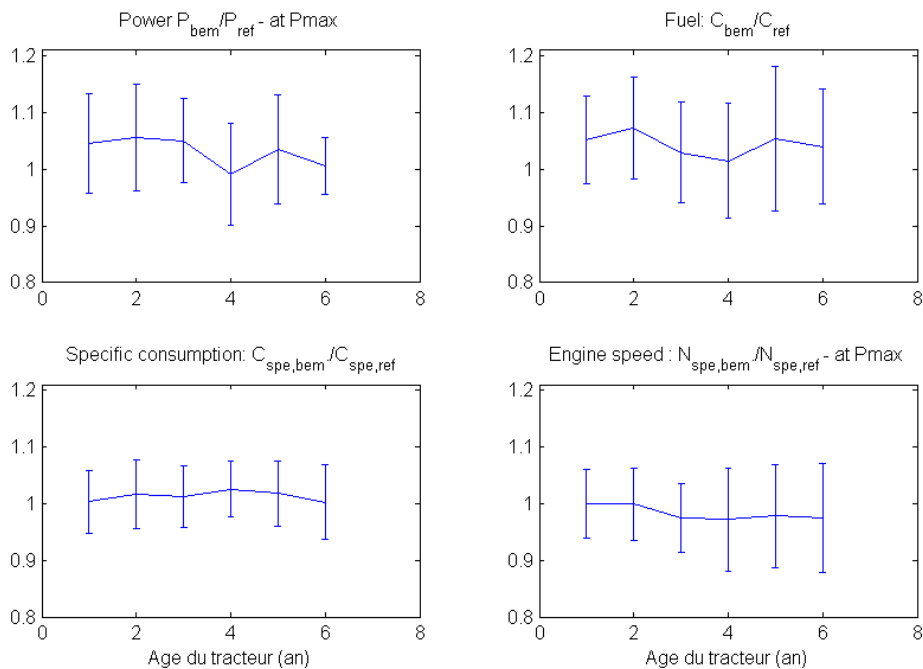 Power P_bem/P_ref - at Pmax
Fuel: C_bem/C_ref
1.2
1.1
1
0.9
0.8
0 2 4 6 8
1.2
1.1
1
0.9
0.8
0 2 4 6 8
Specific consumption: C_spe,bem./C_spe,ref
Engine speed : N_spe,bem./N_spe,ref - at Pmax
1.2
1.1
1
0.9
0.8
0 2 4 6 8
Age du tracteur (an)
1.2
1.1
1
0.9
0.8
0 2 4 6 8
Age du tracteur (an)